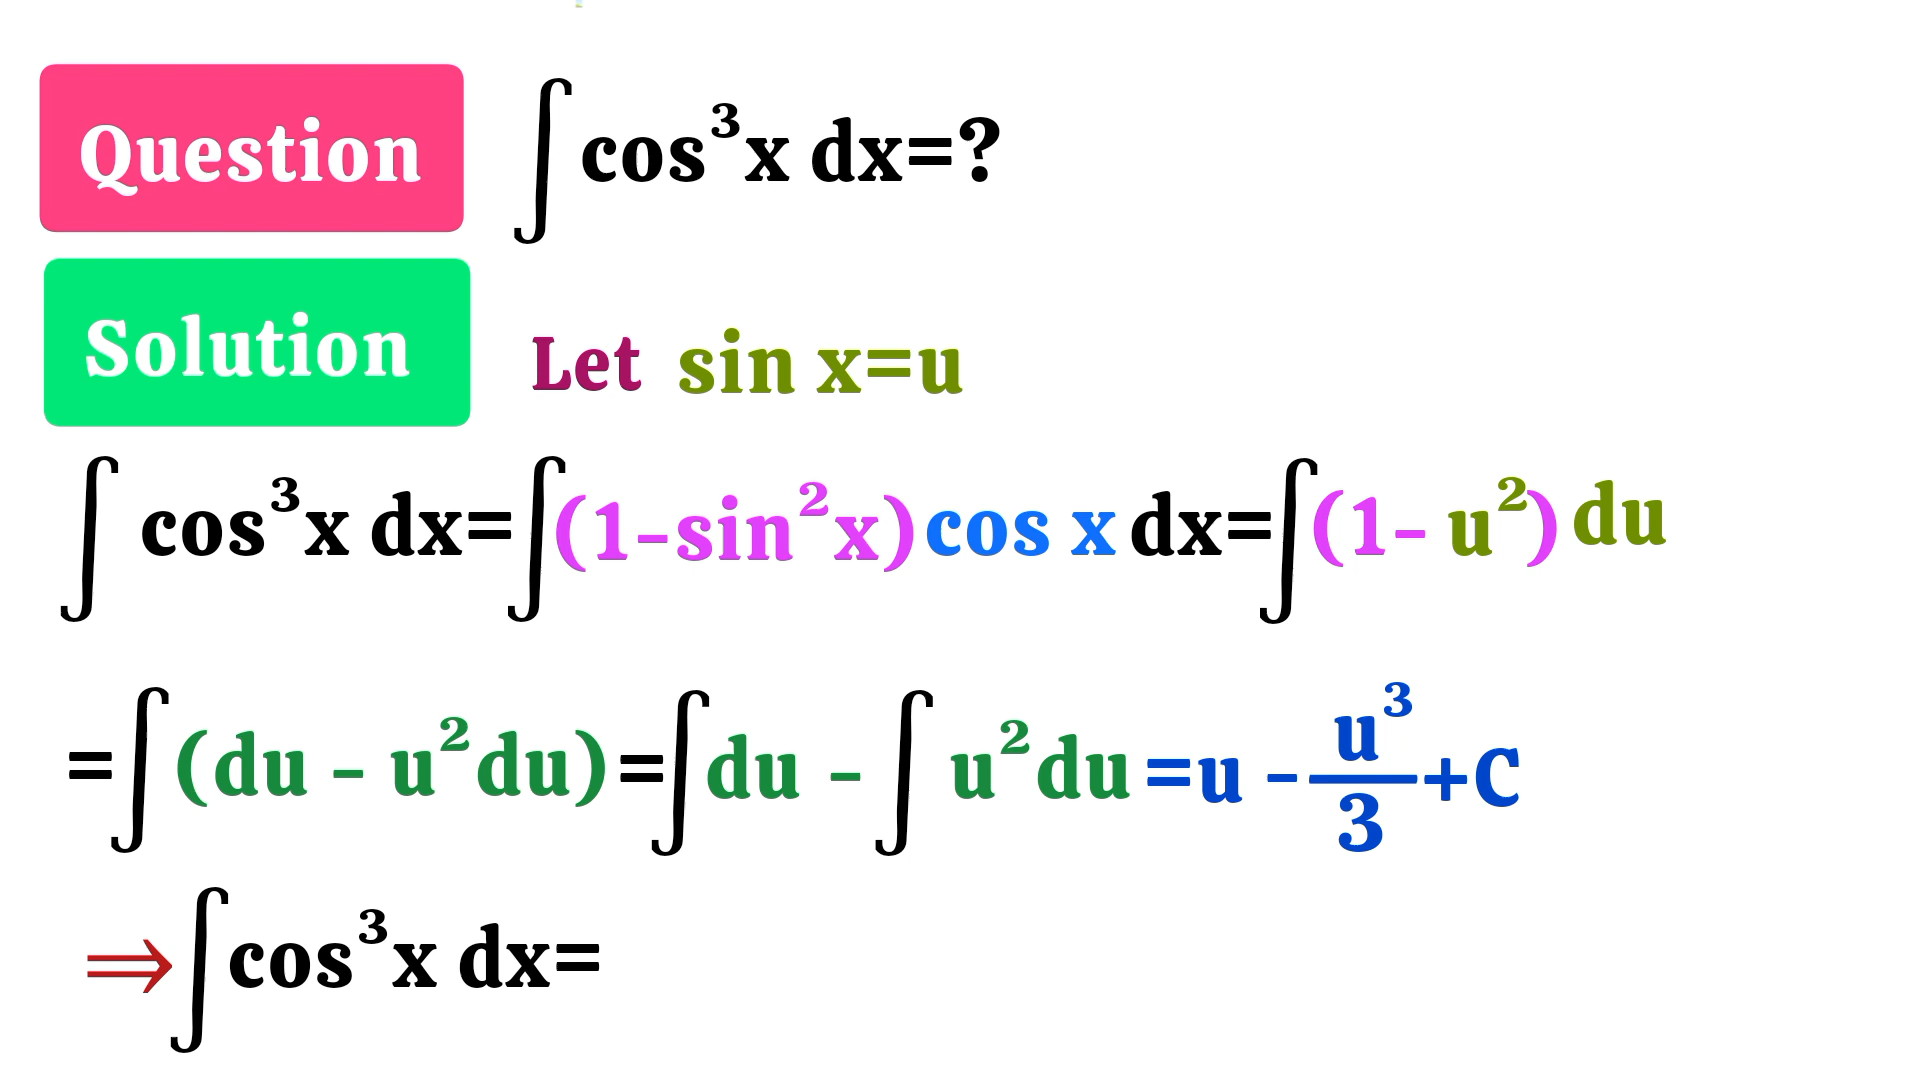 Question ∫cos³x dx=?
Solution Let sin x=u
∫cos³x dx=∫(1-sin²x)cos x dx=∫(1- u²)du
=∫(du - u²du)=∫du - ∫u²du=u - u³/3+C
⇒∫cos³x dx=